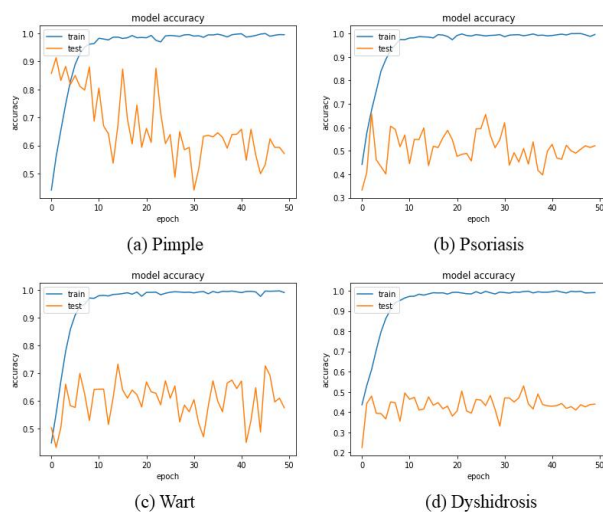 model accuracy
train
test
1.0
0.9
0.8
0.7
0.6
0.5
accuracy
0 10 20 30 40 50
epoch
(a) Pimple
model accuracy
train
test
1.0
0.9
0.8
0.7
0.6
0.5
0.4
0.3
accuracy
0 10 20 30 40 50
epoch
(b) Psoriasis
model accuracy
train
test
1.0
0.9
0.8
0.7
0.6
0.5
accuracy
0 10 20 30 40 50
epoch
(c) Wart
model accuracy
train
test
1.0
0.9
0.8
0.7
0.6
0.5
0.4
0.3
0.2
accuracy
0 10 20 30 40 50
epoch
(d) Dyshidrosis